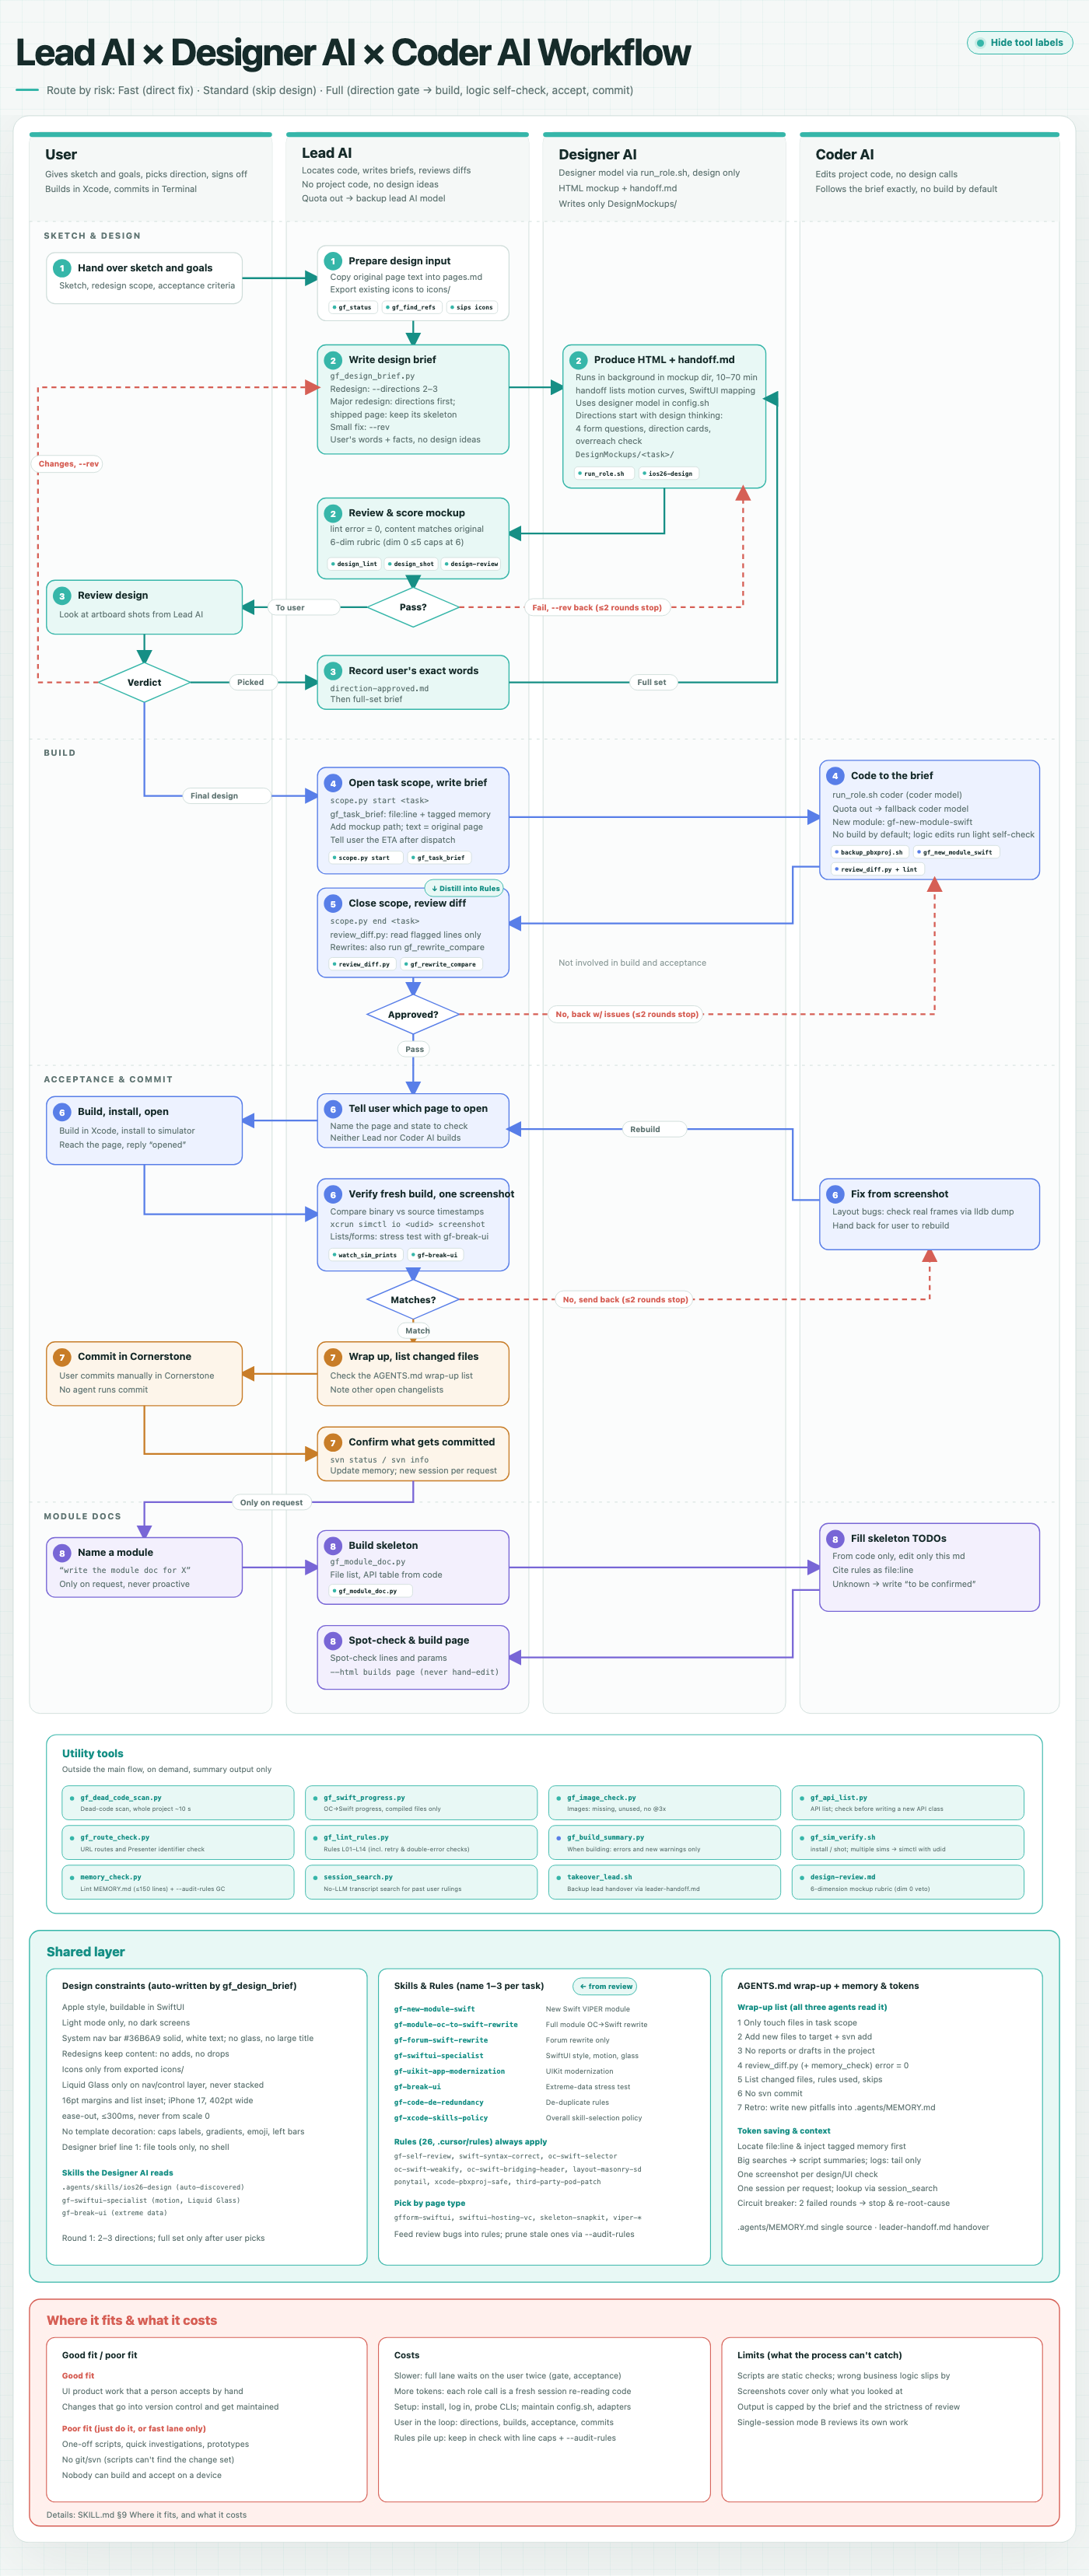 Lead AI × Designer AI × Coder AI Workflow
Hide tool labels
Route by risk: Fast (direct fix) · Standard (skip design) · Full (direction gate → build, logic self-check, accept, commit)
User
Gives sketch and goals, picks direction, signs off
Builds in Xcode, commits in Terminal
Lead AI
Locates code, writes briefs, reviews diffs
No project code, no design ideas
Quota out → backup lead AI model
Designer AI
Designer model via run_role.sh, design only
HTML mockup + handoff.md
Writes only DesignMockups/
Coder AI
Edits project code, no design calls
Follows the brief exactly, no build by default
SKETCH & DESIGN
1 Hand over sketch and goals
Sketch, redesign scope, acceptance criteria
1 Prepare design input
Copy original page text into pages.md
Export existing icons to icons/
gf_status
gf_find_refs
sips icons
2 Write design brief
gf_design_brief.py
Redesign: --directions 2–3
Major redesign: directions first;
shipped page: keep its skeleton
Small fix: --rev
User's words + facts, no design ideas
2 Produce HTML + handoff.md
Runs in background in mockup dir, 10–70 min
handoff lists motion curves, SwiftUI mapping
Uses designer model in config.sh
Directions start with design thinking:
4 form questions, direction cards,
overreach check
DesignMockups/<task>/
run_role.sh
ios26-design
Changes, --rev
2 Review & score mockup
lint error = 0, content matches original
6-dim rubric (dim 0 ≤5 caps at 6)
design_lint
design_shot
design-review
3 Review design
Look at artboard shots from Lead AI
To user
Pass?
Fail, --rev back (≤2 rounds stop)
Verdict
Picked
3 Record user's exact words
direction-approved.md
Then full-set brief
Full set
BUILD
Final design
4 Open task scope, write brief
scope.py start <task>
gf_task_brief: file:line + tagged memory
Add mockup path; text = original page
Tell user the ETA after dispatch
scope.py start
gf_task_brief
4 Code to the brief
run_role.sh coder (coder model)
Quota out → fallback coder model
New module: gf-new-module-swift
No build by default; logic edits run light self-check
backup_pbxproj.sh
gf_new_module_swift
review_diff.py + lint
↓ Distill into Rules
5 Close scope, review diff
scope.py end <task>
review_diff.py: read flagged lines only
Rewrites: also run gf_rewrite_compare
review_diff.py
gf_rewrite_compare
Not involved in build and acceptance
Approved?
No, back w/ issues (≤2 rounds stop)
Pass
ACCEPTANCE & COMMIT
6 Build, install, open
Build in Xcode, install to simulator
Reach the page, reply “opened”
6 Tell user which page to open
Name the page and state to check
Neither Lead nor Coder AI builds
Rebuild
6 Verify fresh build, one screenshot
Compare binary vs source timestamps
xcrun simctl io <udid> screenshot
Lists/forms: stress test with gf-break-ui
watch_sim_prints
gf-break-ui
6 Fix from screenshot
Layout bugs: check real frames via lldb dump
Hand back for user to rebuild
Matches?
No, send back (≤2 rounds stop)
Match
7 Commit in Cornerstone
User commits manually in Cornerstone
No agent runs commit
7 Wrap up, list changed files
Check the AGENTS.md wrap-up list
Note other open changelists
7 Confirm what gets committed
svn status / svn info
Update memory; new session per request
Only on request
MODULE DOCS
8 Name a module
“write the module doc for X”
Only on request, never proactive
8 Build skeleton
gf_module_doc.py
File list, API table from code
gf_module_doc.py
8 Fill skeleton TODOs
From code only, edit only this md
Cite rules as file:line
Unknown → write “to be confirmed”
8 Spot-check & build page
Spot-check lines and params
--html builds page (never hand-edit)
Utility tools
Outside the main flow, on demand, summary output only
gf_dead_code_scan.py
Dead-code scan, whole project ~10 s
gf_swift_progress.py
OC→Swift progress, compiled files only
gf_image_check.py
Images: missing, unused, no @3x
gf_api_list.py
API list; check before writing a new API class
gf_route_check.py
URL routes and Presenter identifier check
gf_lint_rules.py
Rules L01–L14 (incl. retry & double-error checks)
gf_build_summary.py
When building: errors and new warnings only
gf_sim_verify.sh
install / shot; multiple sims → simctl with udid
memory_check.py
Lint MEMORY.md (≤150 lines) + --audit-rules GC
session_search.py
No-LLM transcript search for past user rulings
takeover_lead.sh
Backup lead handover via leader-handoff.md
design-review.md
6-dimension mockup rubric (dim 0 veto)
Shared layer
Design constraints (auto-written by gf_design_brief)
Apple style, buildable in SwiftUI
Light mode only, no dark screens
System nav bar #36B6A9 solid, white text; no glass, no large title
Redesigns keep content: no adds, no drops
Icons only from exported icons/
Liquid Glass only on nav/control layer, never stacked
16pt margins and list inset; iPhone 17, 402pt wide
ease-out, ≤300ms, never from scale 0
No template decoration: caps labels, gradients, emoji, left bars
Designer brief line 1: file tools only, no shell
Skills the Designer AI reads
.agents/skills/ios26-design (auto-discovered)
gf-swiftui-specialist (motion, Liquid Glass)
gf-break-ui (extreme data)
Round 1: 2–3 directions; full set only after user picks
Skills & Rules (name 1–3 per task)
← from review
gf-new-module-swift New Swift VIPER module
gf-module-oc-to-swift-rewrite Full module OC→Swift rewrite
gf-forum-swift-rewrite Forum rewrite only
gf-swiftui-specialist SwiftUI style, motion, glass
gf-uikit-app-modernization UIKit modernization
gf-break-ui Extreme-data stress test
gf-code-de-redundancy De-duplicate rules
gf-xcode-skills-policy Overall skill-selection policy
Rules (26, .cursor/rules) always apply
gf-self-review, swift-syntax-correct, oc-swift-selector
oc-swift-weakify, oc-swift-bridging-header, layout-masonry-sd
ponytail, xcode-pbxproj-safe, third-party-pod-patch
Pick by page type
gfform-swiftui, swiftui-hosting-vc, skeleton-snapkit, viper-*
Feed review bugs into rules; prune stale ones via --audit-rules
AGENTS.md wrap-up + memory & tokens
Wrap-up list (all three agents read it)
1 Only touch files in task scope
2 Add new files to target + svn add
3 No reports or drafts in the project
4 review_diff.py (+ memory_check) error = 0
5 List changed files, rules used, skips
6 No svn commit
7 Retro: write new pitfalls into .agents/MEMORY.md
Token saving & context
Locate file:line & inject tagged memory first
Big searches → script summaries; logs: tail only
One screenshot per design/UI check
One session per request; lookup via session_search
Circuit breaker: 2 failed rounds → stop & re-root-cause
.agents/MEMORY.md single source · leader-handoff.md handover
Where it fits & what it costs
Good fit / poor fit
Good fit
UI product work that a person accepts by hand
Changes that go into version control and get maintained
Poor fit (just do it, or fast lane only)
One-off scripts, quick investigations, prototypes
No git/svn (scripts can't find the change set)
Nobody can build and accept on a device
Costs
Slower: full lane waits on the user twice (gate, acceptance)
More tokens: each role call is a fresh session re-reading code
Setup: install, log in, probe CLIs; maintain config.sh, adapters
User in the loop: directions, builds, acceptance, commits
Rules pile up: keep in check with line caps + --audit-rules
Limits (what the process can't catch)
Scripts are static checks; wrong business logic slips by
Screenshots cover only what you looked at
Output is capped by the brief and the strictness of review
Single-session mode B reviews its own work
Details: SKILL.md §9 Where it fits, and what it costs